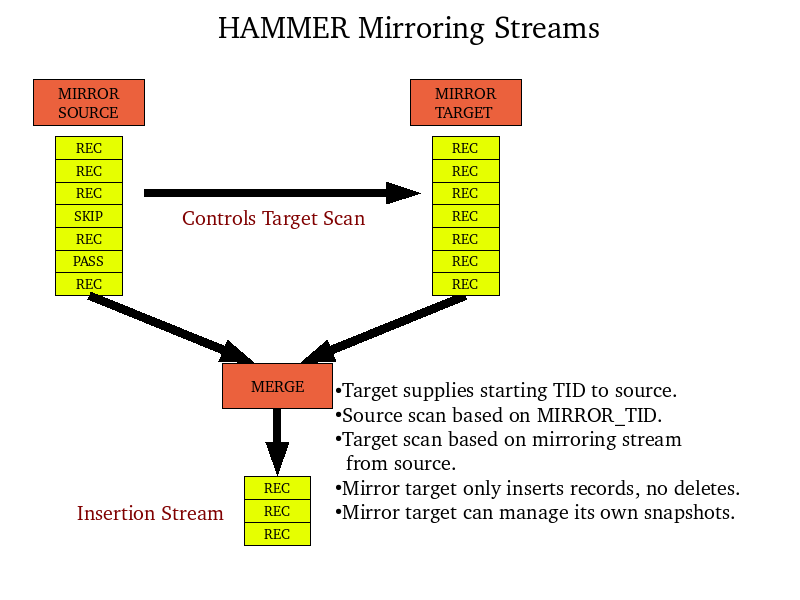 HAMMER Mirroring Streams
MIRROR
SOURCE
MIRROR
TARGET
REC
REC
REC
SKIP
REC
PASS
REC
Controls Target Scan
REC
REC
REC
REC
REC
REC
REC
MERGE
•Target supplies starting TID to source.
•Source scan based on MIRROR_TID.
•Target scan based on mirroring stream
from source.
•Mirror target only inserts records, no deletes.
•Mirror target can manage its own snapshots.
Insertion Stream
REC
REC
REC